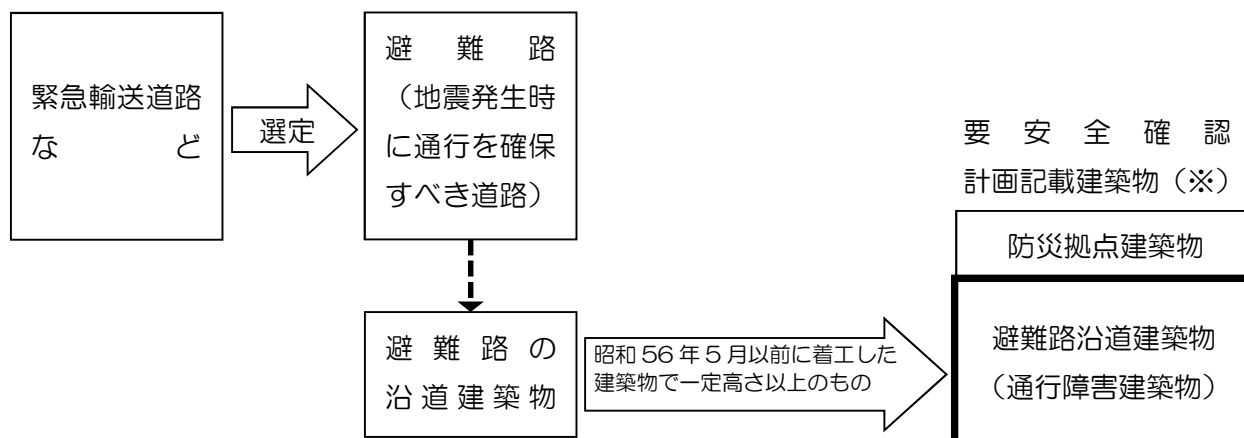 緊急輸送道路
など
選定
避難路
（地震発生時
に通行を確保
すべき道路）
要安全確認
計画記載建築物（※）
防災拠点建築物
避難路の
沿道建築物
昭和56年5月以前に着工した
建築物で一定高さ以上のもの
避難路沿道建築物
（通行障害建築物）